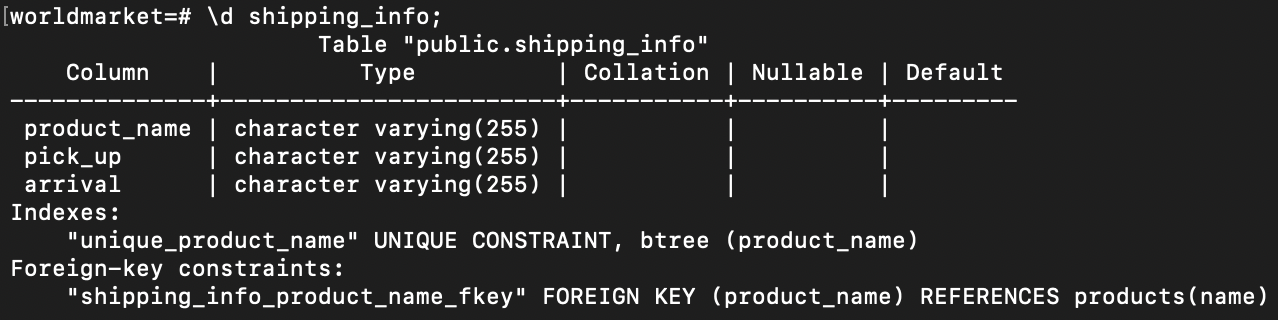 [worldmarket=# \d shipping_info;
                      Table "public.shipping_info"
    Column    |          Type          | Collation | Nullable | Default
--------------+------------------------+-----------+----------+---------
 product_name | character varying(255) |           |          |
 pick_up      | character varying(255) |           |          |
 arrival      | character varying(255) |           |          |
Indexes:
    "unique_product_name" UNIQUE CONSTRAINT, btree (product_name)
Foreign-key constraints:
    "shipping_info_product_name_fkey" FOREIGN KEY (product_name) REFERENCES products(name)